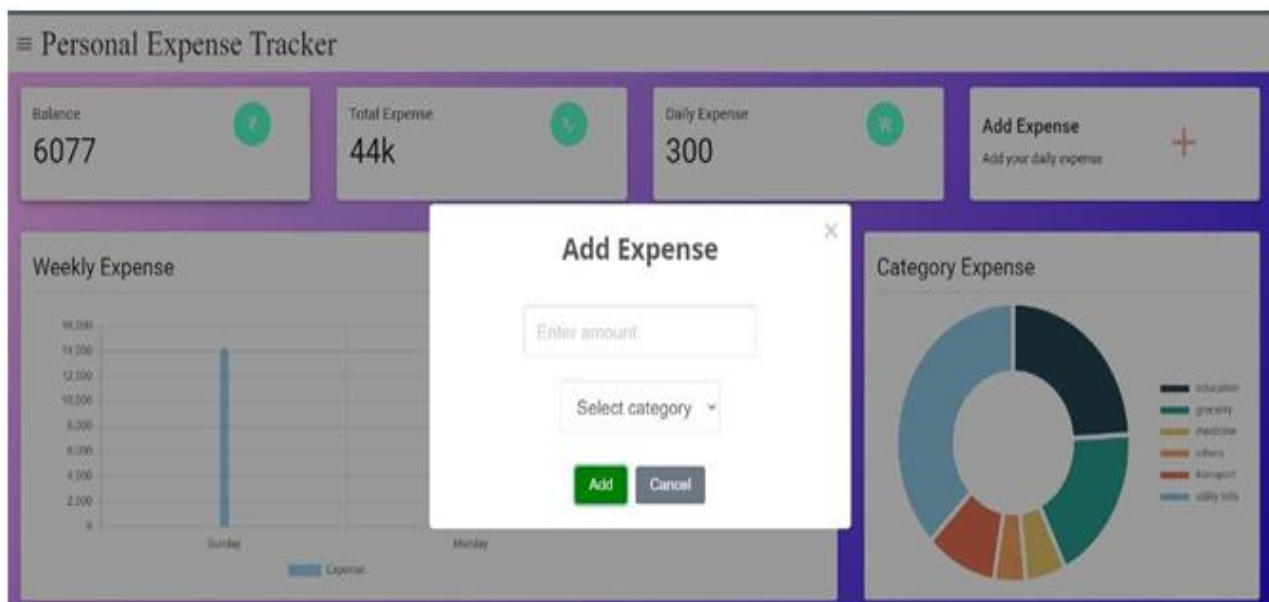 ≡ Personal Expense Tracker
Balance
6077
Total Expense
44k
Daily Expense
300
Add Expense
Add your daily expense
Weekly Expense
16,000
14,000
12,000
10,000
8,000
6,000
4,000
2,000
0
Sunday
Monday
Expense
Add Expense
×
Enter amount
Select category
Add
Cancel
Category Expense
education
grocery
medicine
others
transport
utility bills